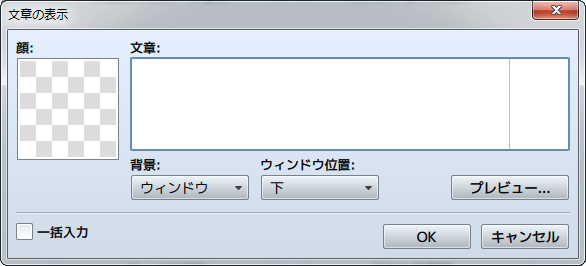 文章の表示
顔:
文章:
背景:
ウィンドウ位置:
ウィンドウ
下
プレビュー...
一括入力
OK
キャンセル